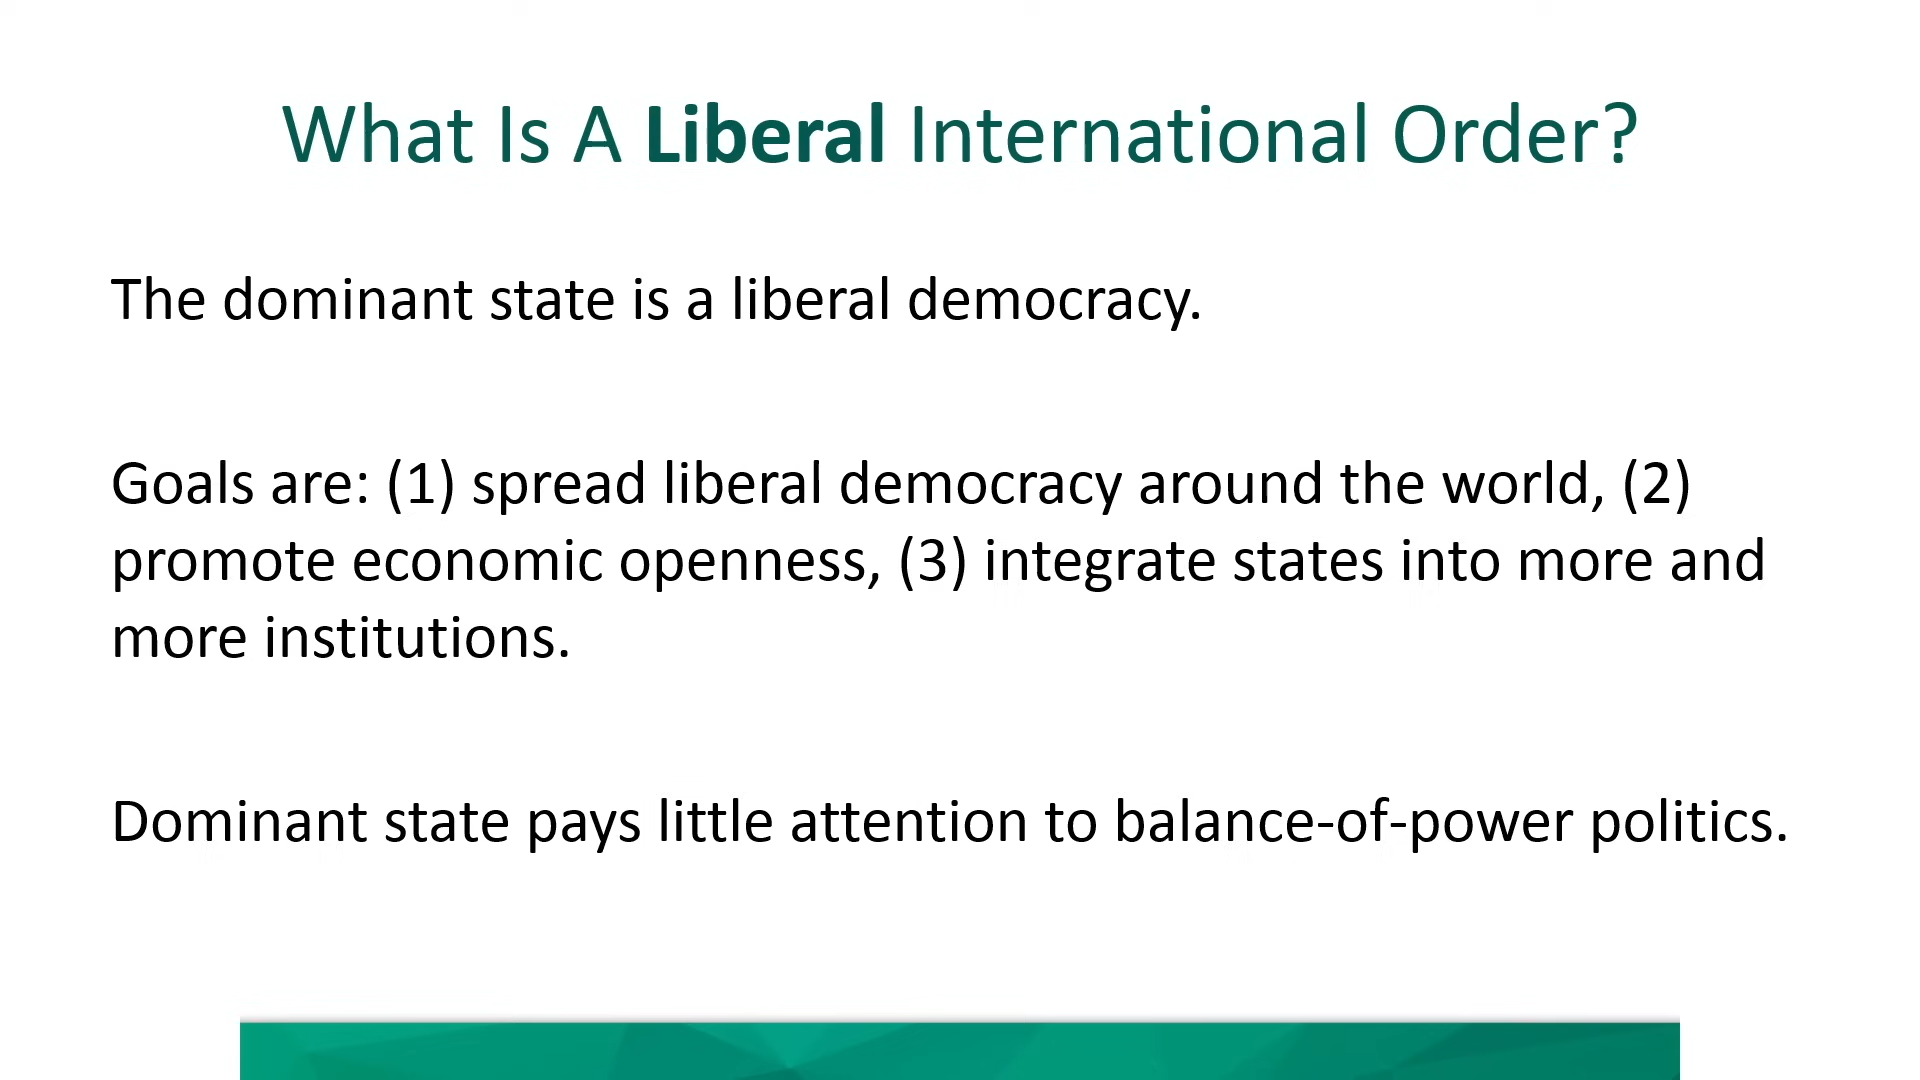 What Is A Liberal International Order?
The dominant state is a liberal democracy.
Goals are: (1) spread liberal democracy around the world, (2)
promote economic openness, (3) integrate states into more and
more institutions.
Dominant state pays little attention to balance-of-power politics.